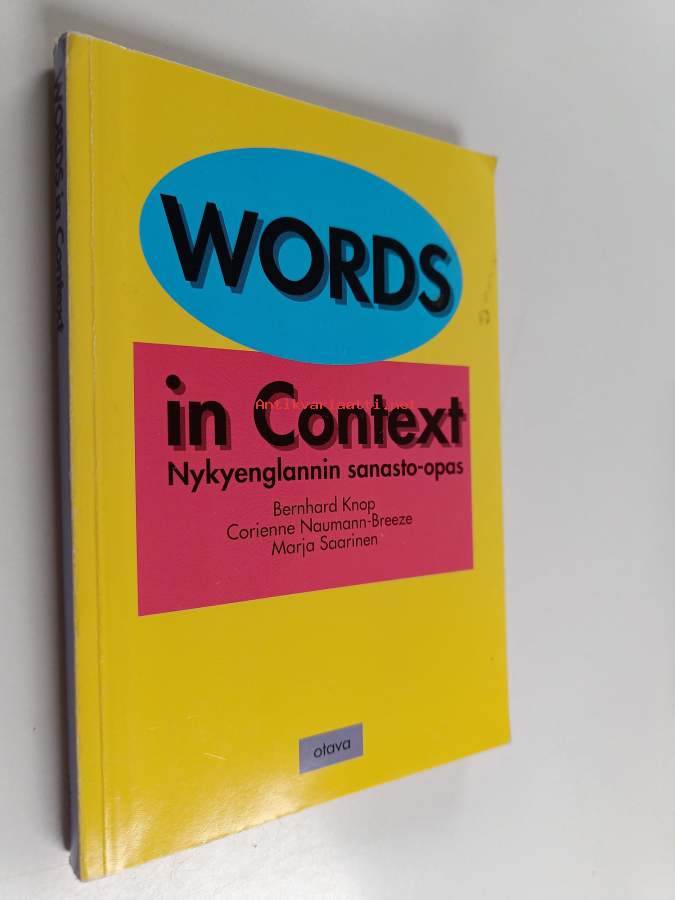 WORDS in Context
WORDS
in Context
Antikvariaatti.net
Nykyenglannin sanasto-opas
Bernhard Knop
Corienne Naumann-Breeze
Marja Saarinen
otava